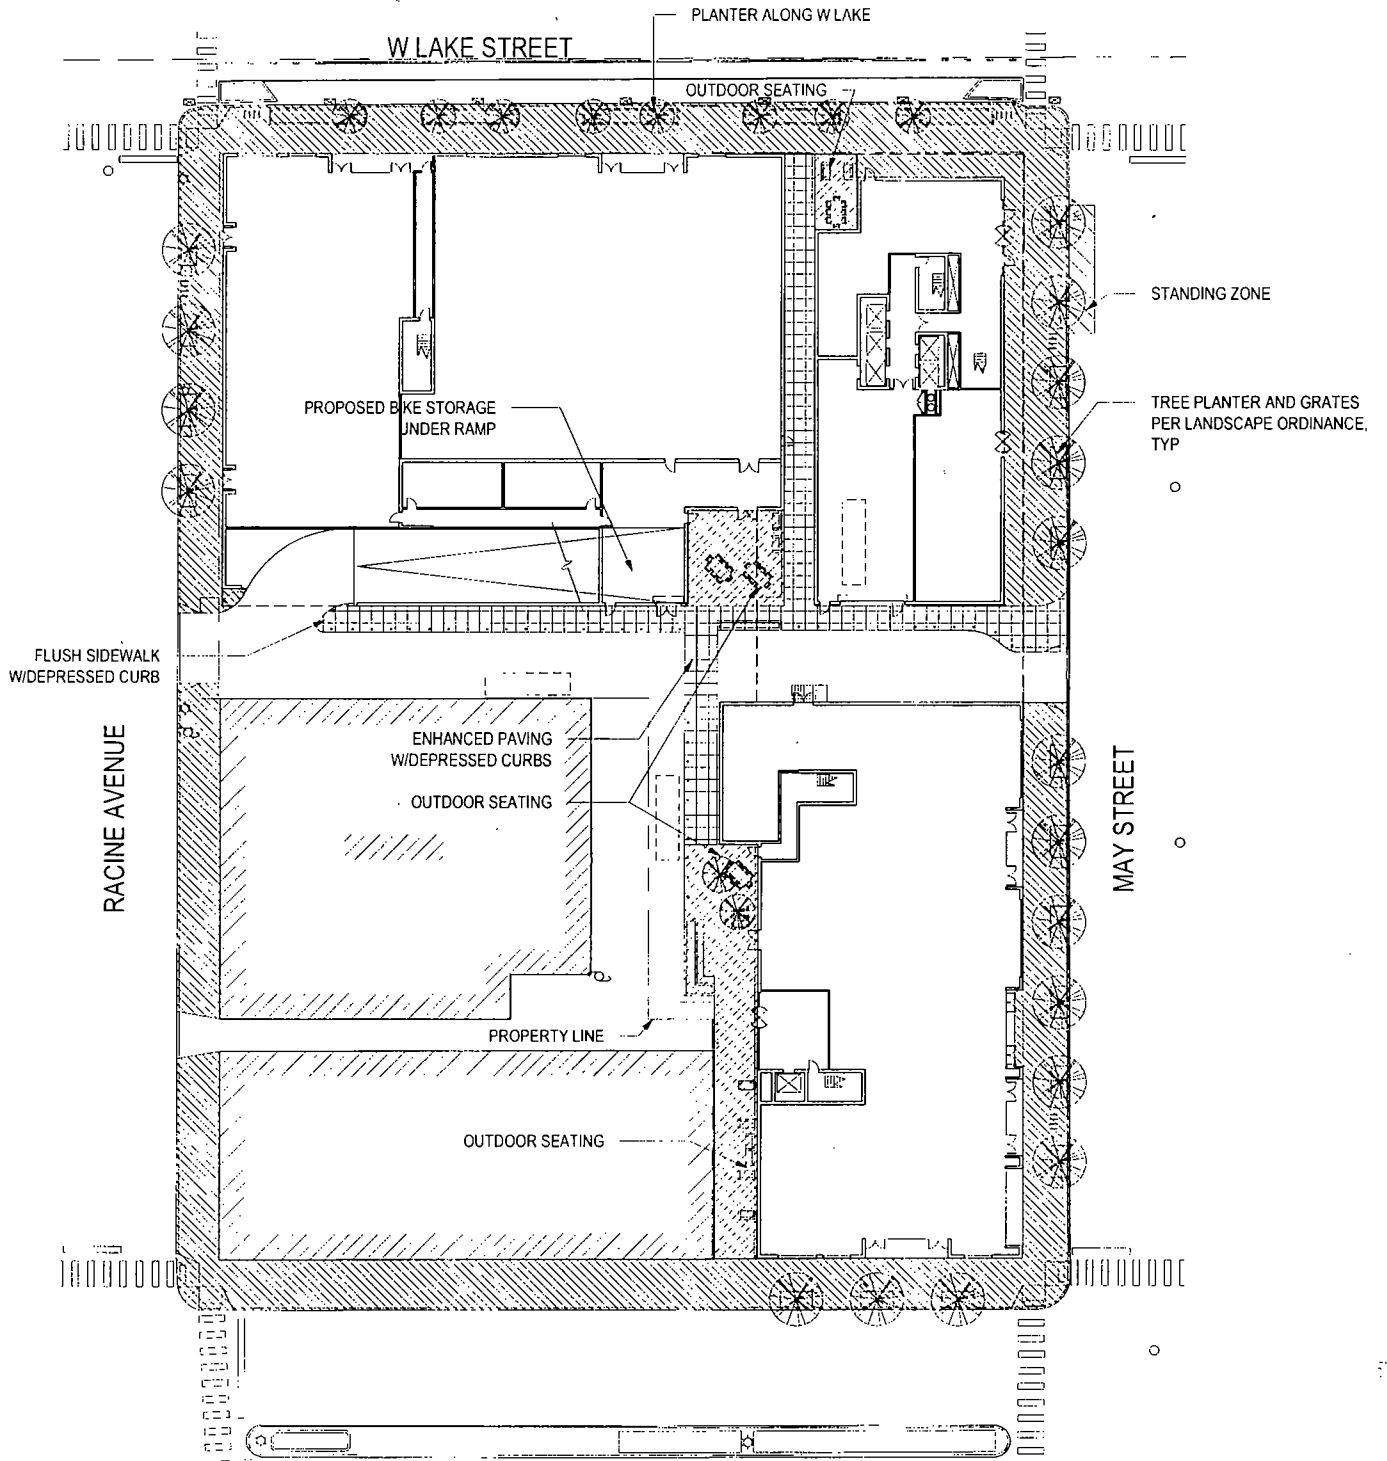 PLANTER ALONG W LAKE
W LAKE STREET
OUTDOOR SEATING
STANDING ZONE
PROPOSED BIKE STORAGE
UNDER RAMP
TREE PLANTER AND GRATES
PER LANDSCAPE ORDINANCE,
TYP
FLUSH SIDEWALK
W/DEPRESSED CURB
RACINE AVENUE
ENHANCED PAVING
W/DEPRESSED CURBS
OUTDOOR SEATING
MAY STREET
PROPERTY LINE
OUTDOOR SEATING